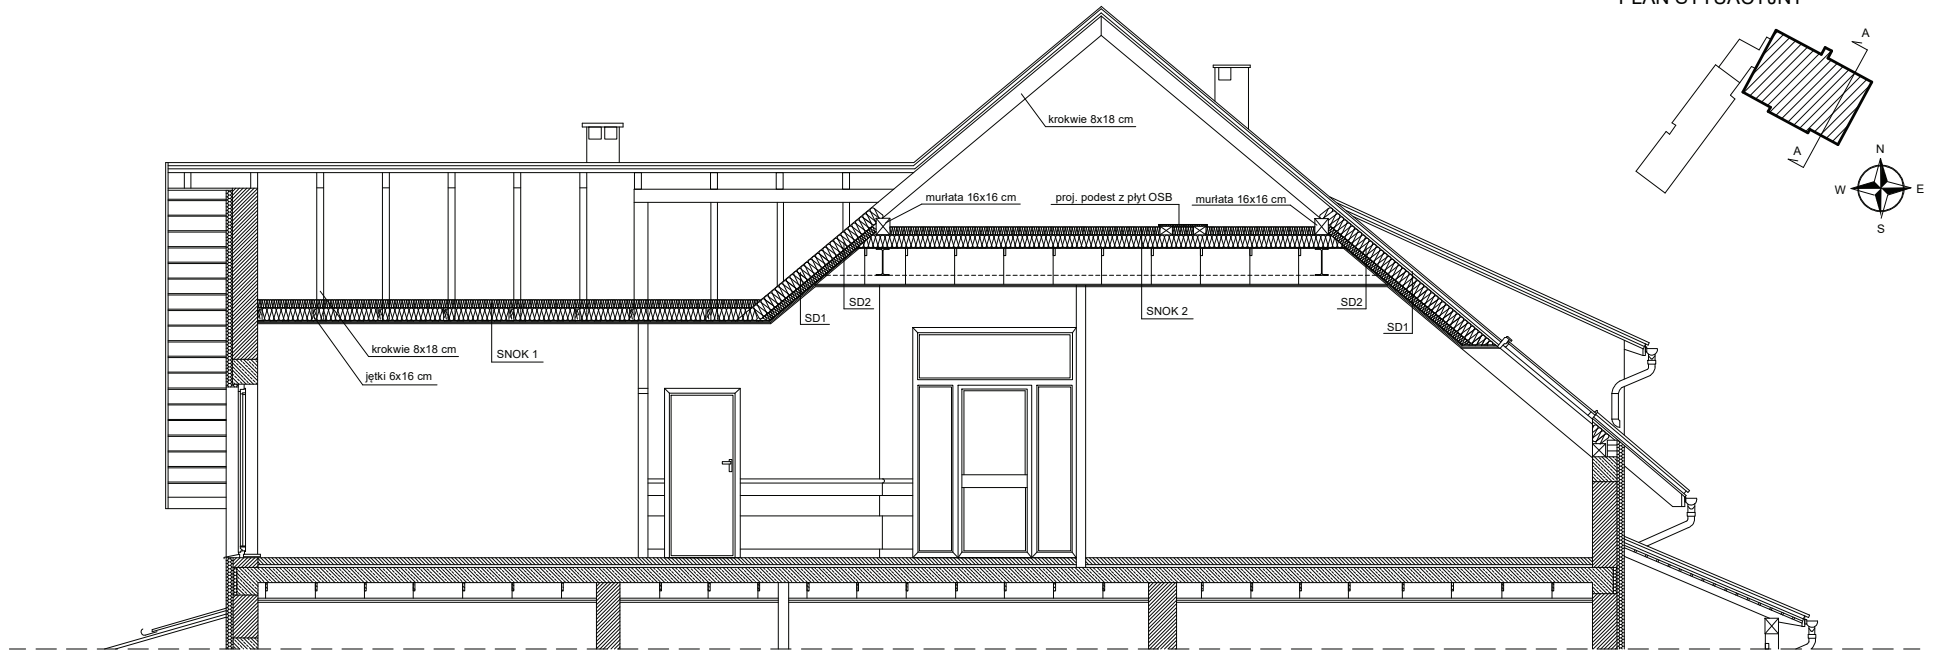 PLAN SYTUACYJNY
A
krokwie 8x18 cm
A
N
W
E
S
murłata 16x16 cm
proj. podest z płyt OSB
murłata 16x16 cm
SD2
SD2
SD1
SNOK 2
SD1
krokwie 8x18 cm
SNOK 1
jętki 6x16 cm